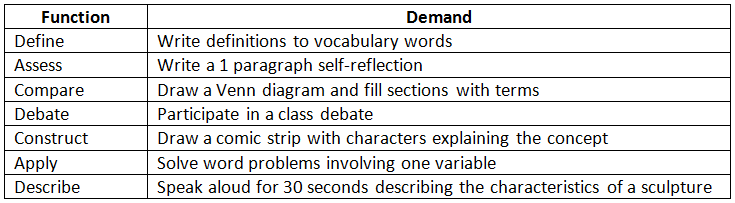 Function Demand
Define Write definitions to vocabulary words
Assess Write a 1 paragraph self-reflection
Compare Draw a Venn diagram and fill sections with terms
Debate Participate in a class debate
Construct Draw a comic strip with characters explaining the concept
Apply Solve word problems involving one variable
Describe Speak aloud for 30 seconds describing the characteristics of a sculpture